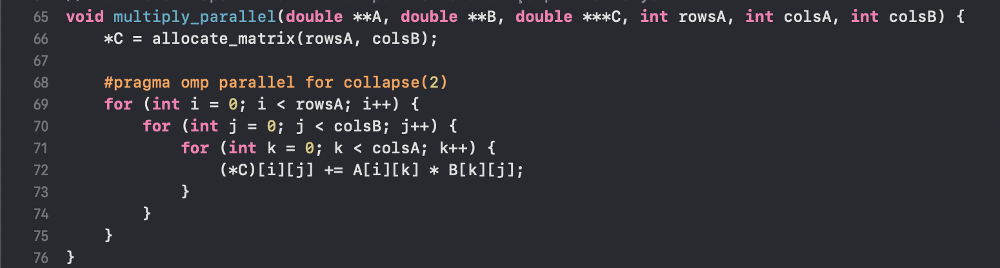 65 void multiply_parallel(double **A, double **B, double ***C, int rowsA, int colsA, int colsB) {
66     *C = allocate_matrix(rowsA, colsB);
67
68     #pragma omp parallel for collapse(2)
69     for (int i = 0; i < rowsA; i++) {
70         for (int j = 0; j < colsB; j++) {
71             for (int k = 0; k < colsA; k++) {
72                 (*C)[i][j] += A[i][k] * B[k][j];
73             }
74         }
75     }
76 }